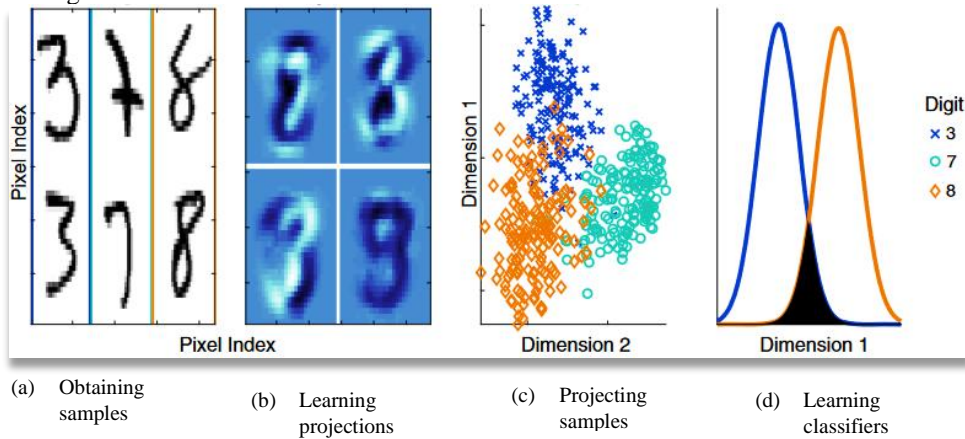 Pixel Index
Pixel Index
Dimension 1
Dimension 2
Dimension 1
Digit
3
7
8
(a) Obtaining
samples
(b) Learning
projections
(c) Projecting
samples
(d) Learning
classifiers